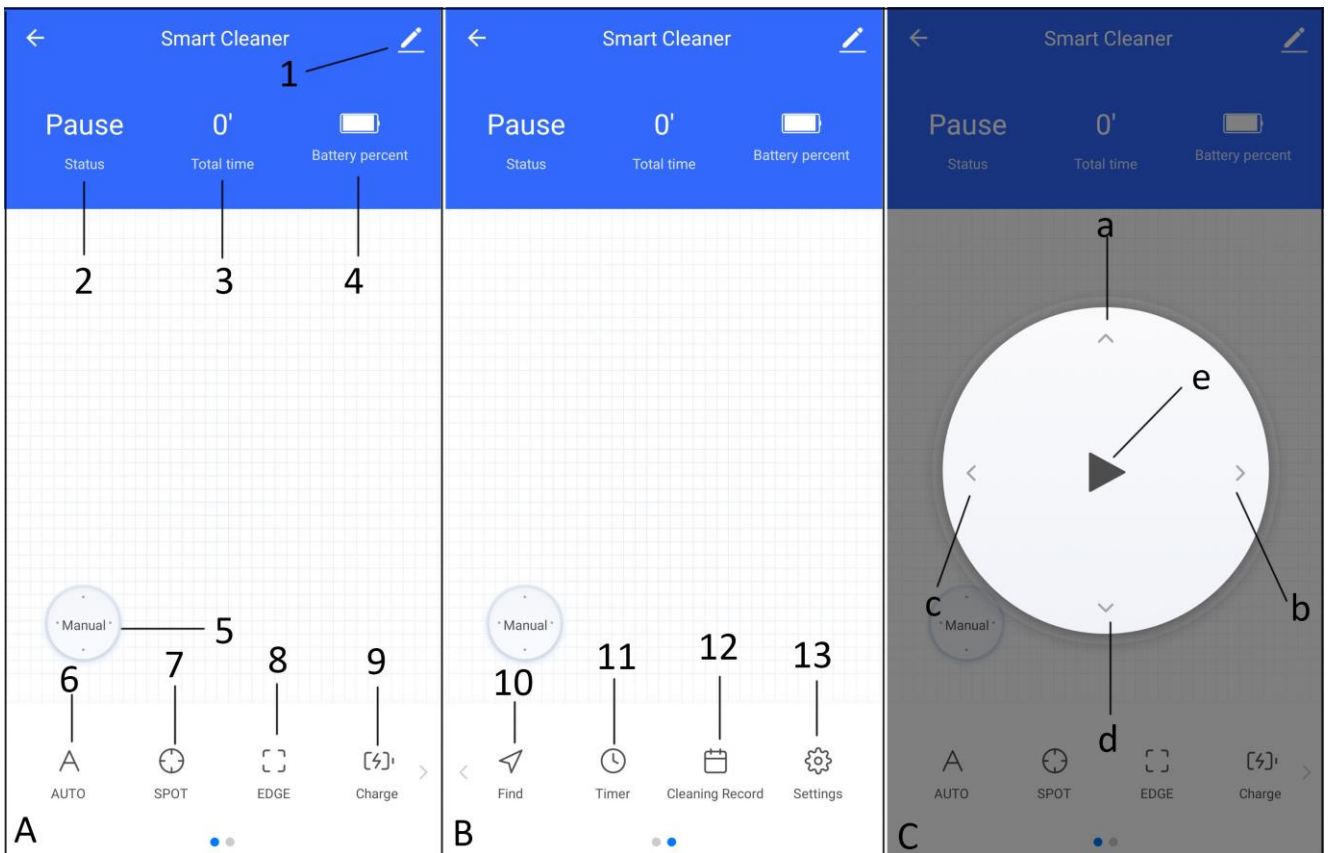 Smart Cleaner
1
Pause 0'
Status Total time Battery percent
2 3 4
Manual 5
6 7 8 9
AUTO SPOT EDGE Charge
A
Smart Cleaner
Pause 0'
Status Total time Battery percent
Manual
10 11 12 13
Find Timer Cleaning Record Settings
B
Smart Cleaner
Pause 0'
Status Total time Battery percent
a
e
c b
Manual
d
AUTO SPOT EDGE Charge
C